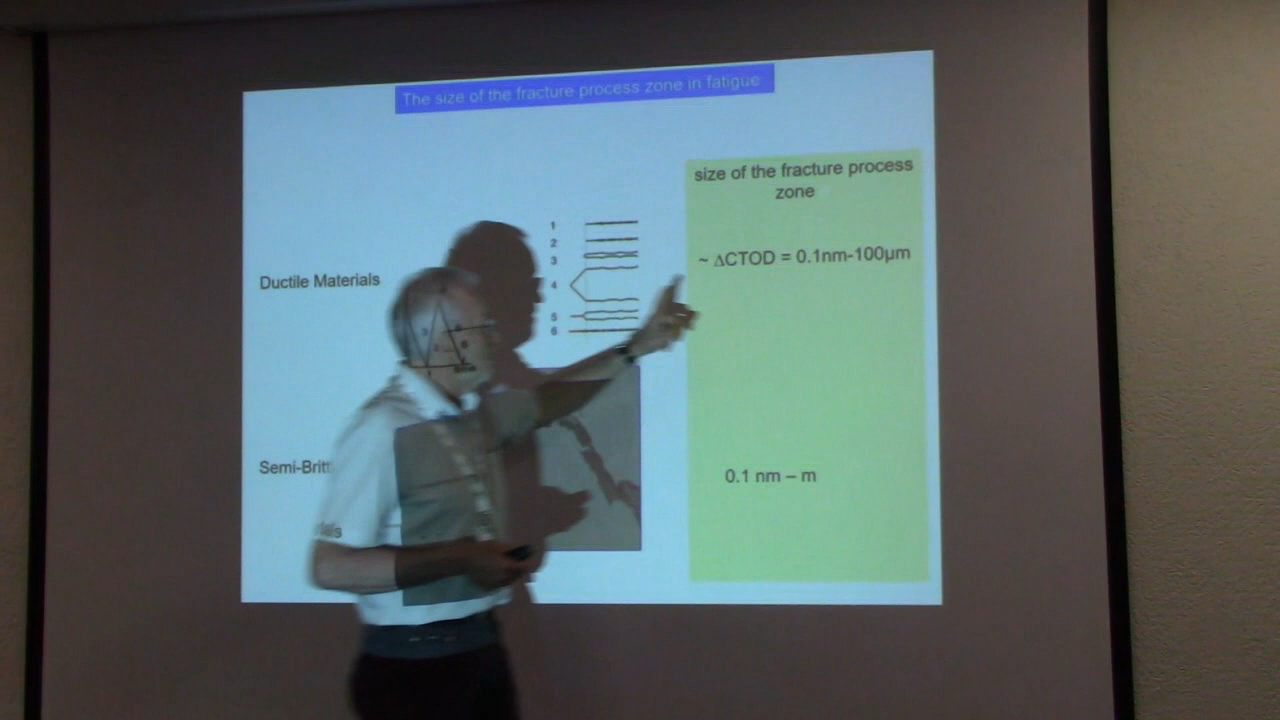 The size of the fracture process zone in fatigue
size of the fracture process
zone
1
2
3
4
5
6
Ductile Materials
~ ΔCTOD = 0.1nm-100µm
0.1 nm – m